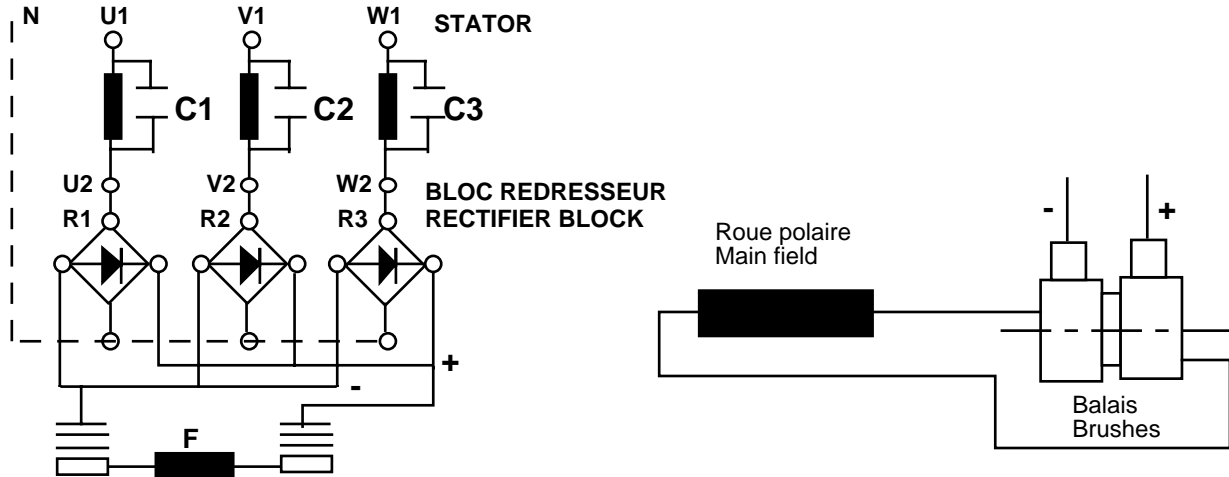 N U1 V1 W1 STATOR
C1 C2 C3
U2 V2 W2 BLOC REDRESSEUR
R1 R2 R3 RECTIFIER BLOCK
+
-
F
- +
Roue polaire
Main field
Balais
Brushes